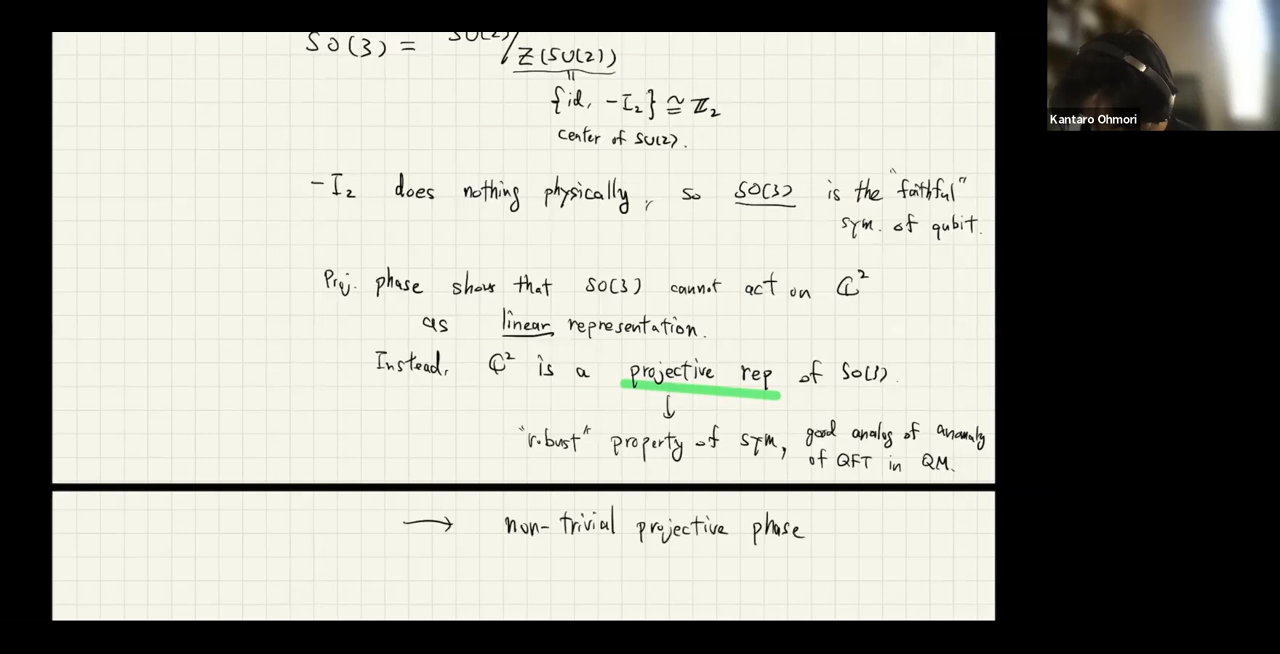 SO(3) = SU(2)/
Z(SU(2))
{id, -I₂} ≅ ℤ₂
center of SU(2).
-I₂ does nothing physically, so SO(3) is the "faithful"
sym. of qubit.
Prj. phase shows that SO(3) cannot act on ℂ²
as linear representation.
Instead, ℂ² is a projective rep of SO(3).
↓
"robust" property of sym, good analog of anomaly
of QFT in QM.
→ non-trivial projective phase
Kantaro Ohmori